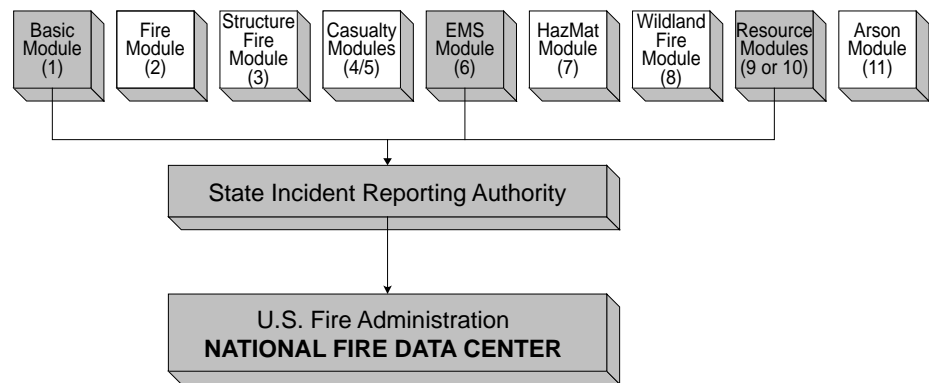 Basic
Module
(1)
Fire
Module
(2)
Structure
Fire
Module
(3)
Casualty
Modules
(4/5)
EMS
Module
(6)
HazMat
Module
(7)
Wildland
Fire
Module
(8)
Resource
Modules
(9 or 10)
Arson
Module
(11)
State Incident Reporting Authority
U.S. Fire Administration
NATIONAL FIRE DATA CENTER